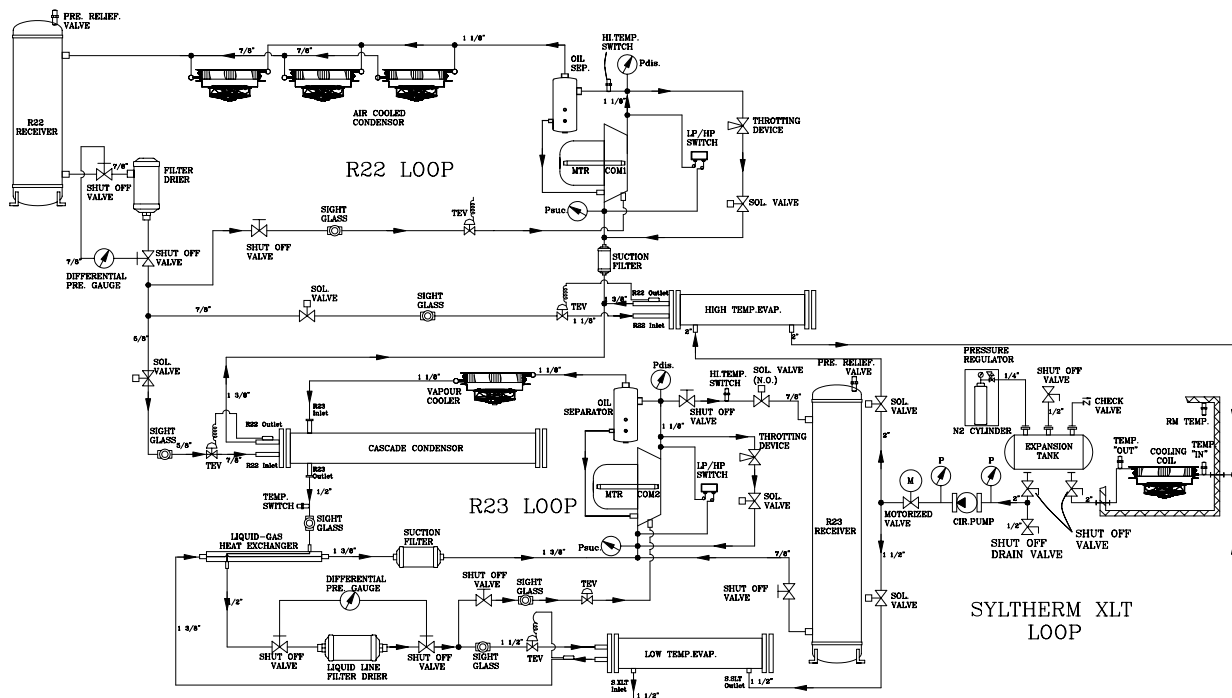 PRE. RELIEF.
VALVE
1 1/8"
7/8"
7/8"
7/8"
HI.TEMP.
SWITCH
Pdis.
OIL
SEP.
1 1/8"
AIR COOLED
CONDENSOR
R22
RECEIVER
THROTTING
DEVICE
LP/HP
SWITCH
7/8"
SHUT OFF
VALVE
FILTER
DRIER
R22 LOOP
MTR
COM1
SOL. VALVE
Psuc.
SIGHT
GLASS
TEV
SHUT OFF
VALVE
SHUT OFF
VALVE
7/8"
DIFFERENTIAL
PRE. GAUGE
SUCTION
FILTER
SOL.
VALVE
SIGHT
GLASS
TEV
R22 Outlet
1 3/8"
7/8"
1 1/8"
R22 Inlet
HIGH TEMP.EVAP.
2"
2"
5/8"
SOL.
VALVE
1 3/8"
1 1/8"
1 1/8"
VAPOUR
COOLER
R23
Inlet
Pdis.
HI.TEMP.
SWITCH
SOL. VALVE
(N.O.)
PRE. RELIEF.
VALVE
7/8"
OIL
SEPARATOR
SHUT OFF
VALVE
1 1/8"
SOL.
VALVE
2"
PRESSURE
REGULATOR
1/4"
SHUT OFF
VALVE
1/2"
CHECK
VALVE
N2 CYLINDER
EXPANSION
TANK
RM TEMP.
TEMP.
"OUT"
COOLING
COIL
TEMP.
"IN"
SIGHT
GLASS
5/8"
TEV
R22 Outlet
R22 Inlet
7/8"
CASCADE CONDENSOR
R23
Outlet
1/2"
TEMP.
SWITCH
SIGHT
GLASS
THROTTING
DEVICE
LP/HP
SWITCH
MTR
COM2
SOL.
VALVE
R23 LOOP
Psuc.
R23
RECEIVER
M
MOTORIZED
VALVE
P
P
CIR.PUMP
2"
2"
1/2"
SHUT OFF
DRAIN VALVE
SHUT OFF
VALVE
LIQUID-GAS
HEAT EXCHANGER
1 3/8"
SUCTION
FILTER
1 3/8"
7/8"
1 1/2"
1/2"
DIFFERENTIAL
PRE. GAUGE
SHUT OFF
VALVE
SIGHT
GLASS
TEV
SHUT OFF
VALVE
SOL.
VALVE
1 3/8"
SHUT OFF
VALVE
LIQUID LINE
FILTER DRIER
SHUT OFF
VALVE
SIGHT
GLASS
1 1/2"
TEV
LOW TEMP.EVAP.
S.XLT
Inlet
1 1/2"
S.SLT
Outlet
1 1/2"
SYLTHERM XLT
LOOP